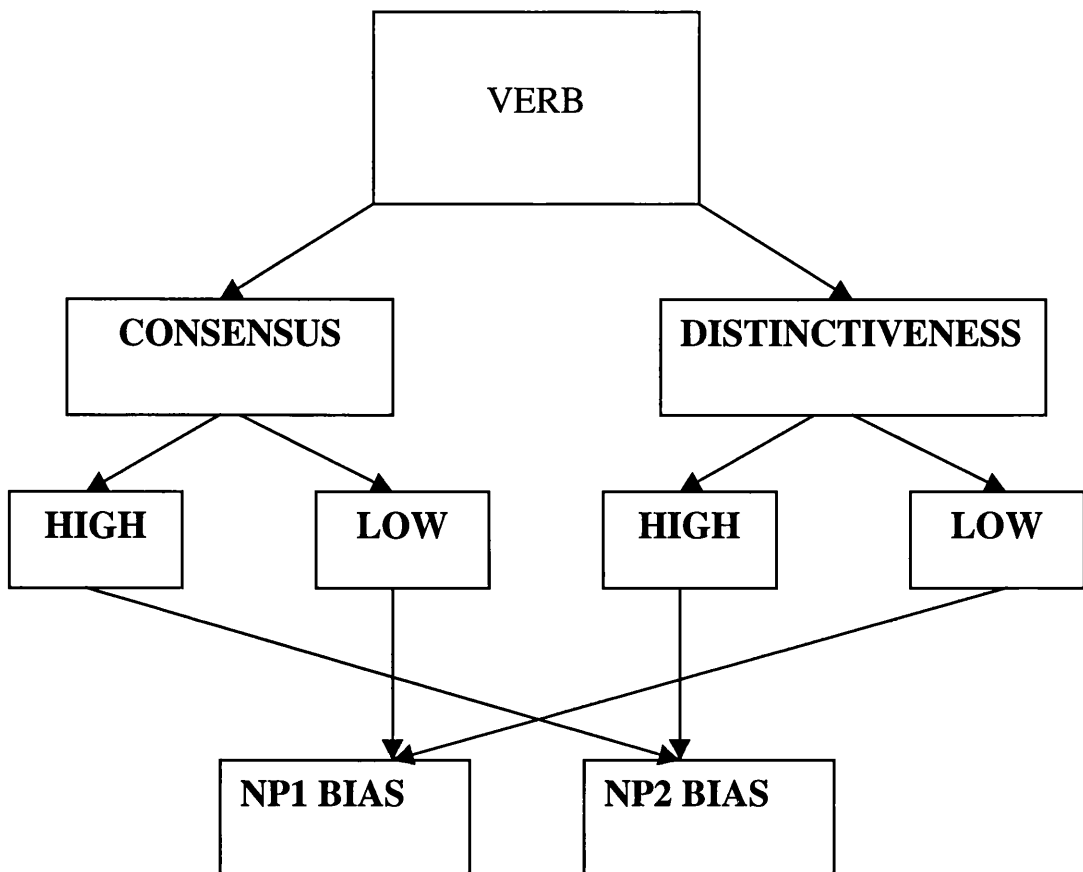 VERB
CONSENSUS
DISTINCTIVENESS
HIGH
LOW
HIGH
LOW
NP1 BIAS
NP2 BIAS